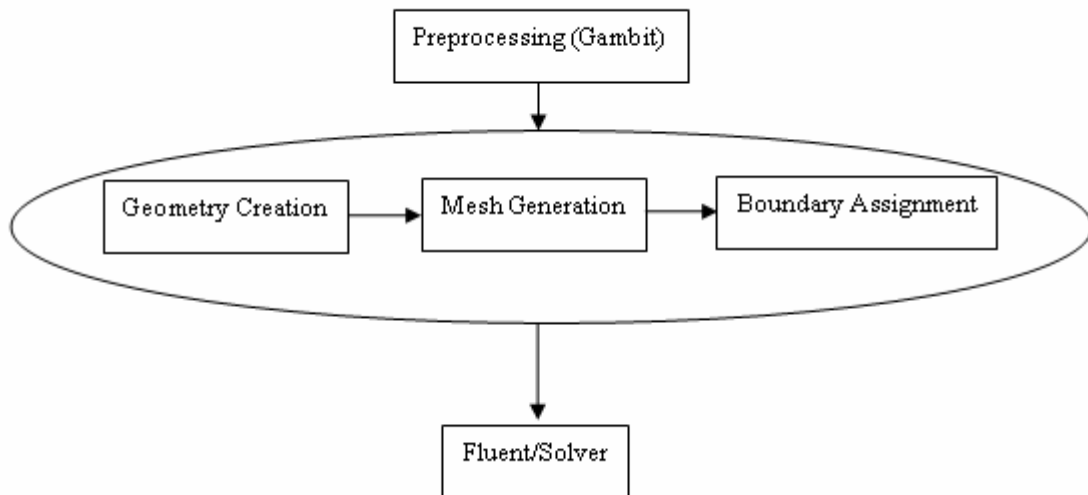 Preprocessing (Gambit)
Geometry Creation
Mesh Generation
Boundary Assignment
Fluent/Solver